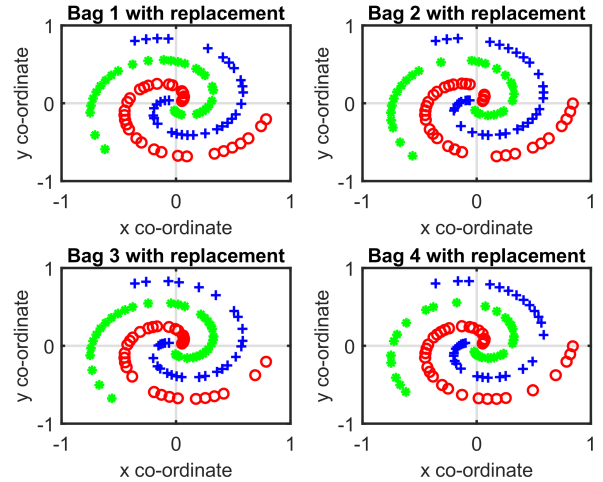 Bag 1 with replacement
1
0
-1
y co-ordinate
-1
0
1
x co-ordinate
Bag 2 with replacement
1
0
-1
y co-ordinate
-1
0
1
x co-ordinate
Bag 3 with replacement
1
0
-1
y co-ordinate
-1
0
1
x co-ordinate
Bag 4 with replacement
1
0
-1
y co-ordinate
-1
0
1
x co-ordinate